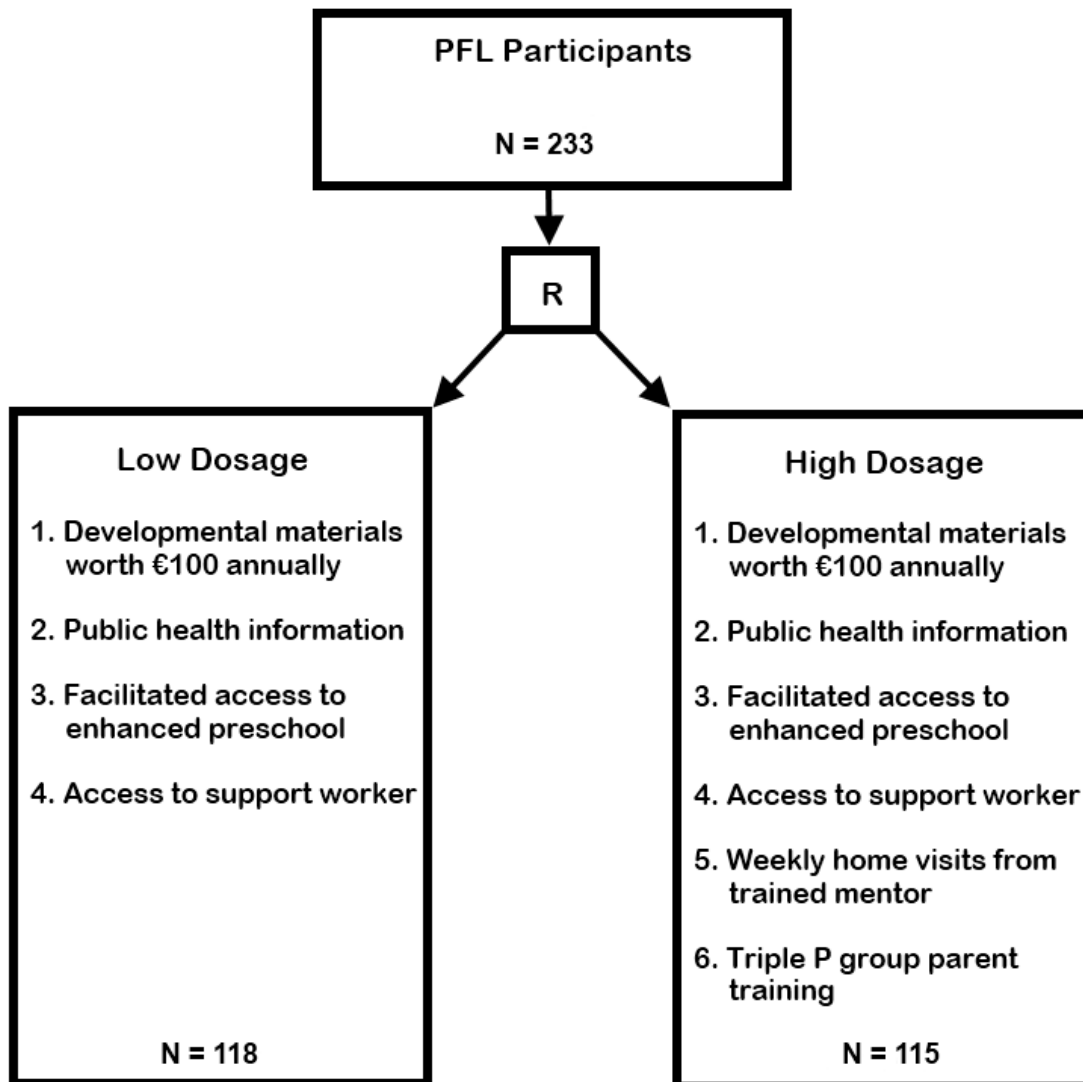 PFL Participants
N = 233
R
Low Dosage
1. Developmental materials
worth €100 annually
2. Public health information
3. Facilitated access to
enhanced preschool
4. Access to support worker
N = 118
High Dosage
1. Developmental materials
worth €100 annually
2. Public health information
3. Facilitated access to
enhanced preschool
4. Access to support worker
5. Weekly home visits from
trained mentor
6. Triple P group parent
training
N = 115